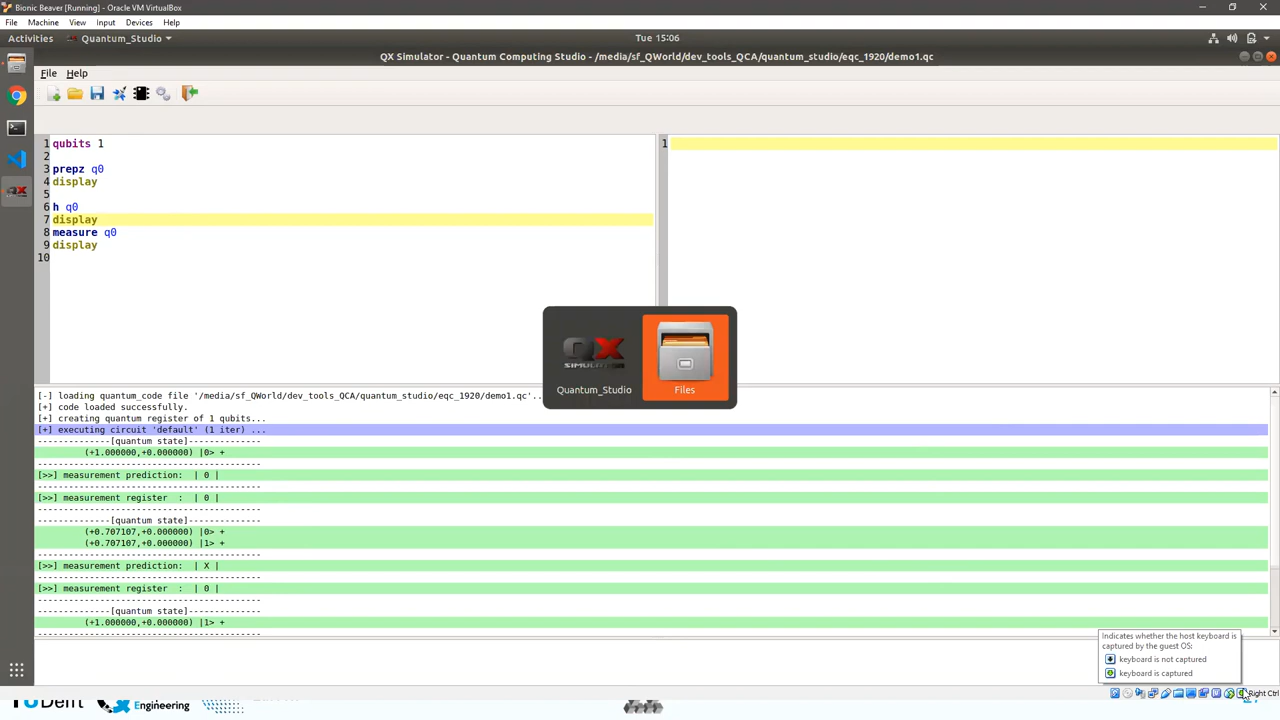 Bionic Beaver [Running] - Oracle VM VirtualBox
File Machine View Input Devices Help
Activities Quantum_Studio Tue 15:06
QX Simulator - Quantum Computing Studio - /media/sf_QWorld/dev_tools_QCA/quantum_studio/eqc_1920/demo1.qc
File Help
1 qubits 1
2
3 prepz q0
4 display
5
6 h q0
7 display
8 measure q0
9 display
10
1
QX
SIMULATOR
Quantum_Studio Files
[-] loading quantum_code file '/media/sf_QWorld/dev_tools_QCA/quantum_studio/eqc_1920/demo1.qc'..
[+] code loaded successfully.
[+] creating quantum register of 1 qubits...
[+] executing circuit 'default' (1 iter) ...
--------------[quantum state]--------------
(+1.000000,+0.000000) |0> +
-------------------------------------------
[>>] measurement prediction: | 0 |
-------------------------------------------
[>>] measurement register : | 0 |
-------------------------------------------
--------------[quantum state]--------------
(+0.707107,+0.000000) |0> +
(+0.707107,+0.000000) |1> +
-------------------------------------------
[>>] measurement prediction: | X |
-------------------------------------------
[>>] measurement register : | 0 |
-------------------------------------------
--------------[quantum state]--------------
(+1.000000,+0.000000) |1> +
-------------------------------------------
Indicates whether the host keyboard is
captured by the guest OS:
keyboard is not captured
keyboard is captured
Right Ctrl
Engineering